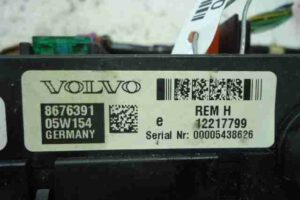 VOLVO
8676391
05W154
GERMANY
REM H
e 12217799
Serial Nr: 00005438626